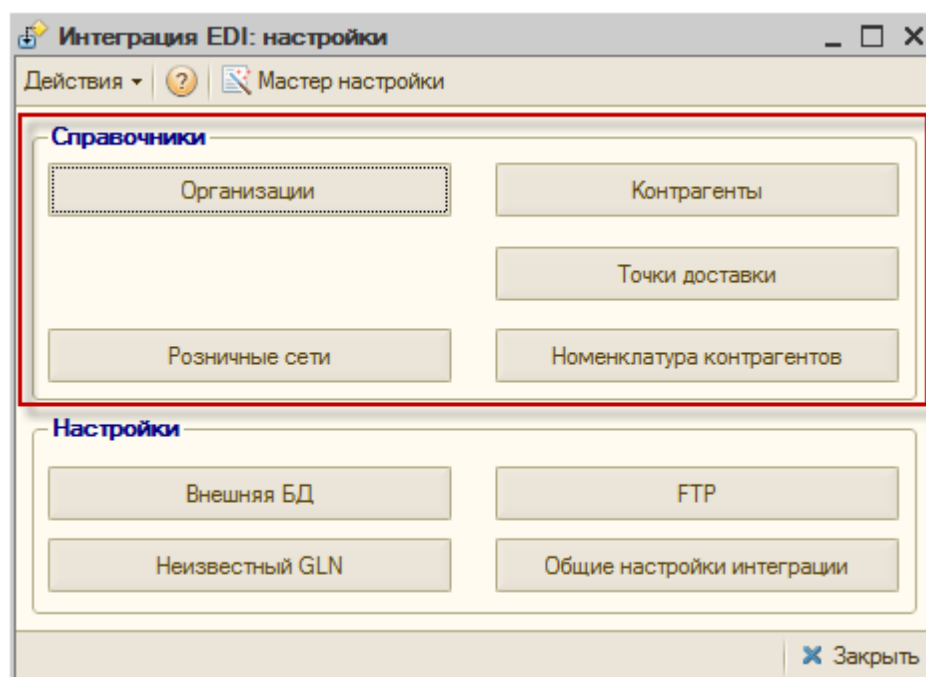 Интеграция EDI: настройки
Действия ? Мастер настройки
Справочники
Организации Контрагенты
Точки доставки
Розничные сети Номенклатура контрагентов
Настройки
Внешняя БД FTP
Неизвестный GLN Общие настройки интеграции
Закрыть